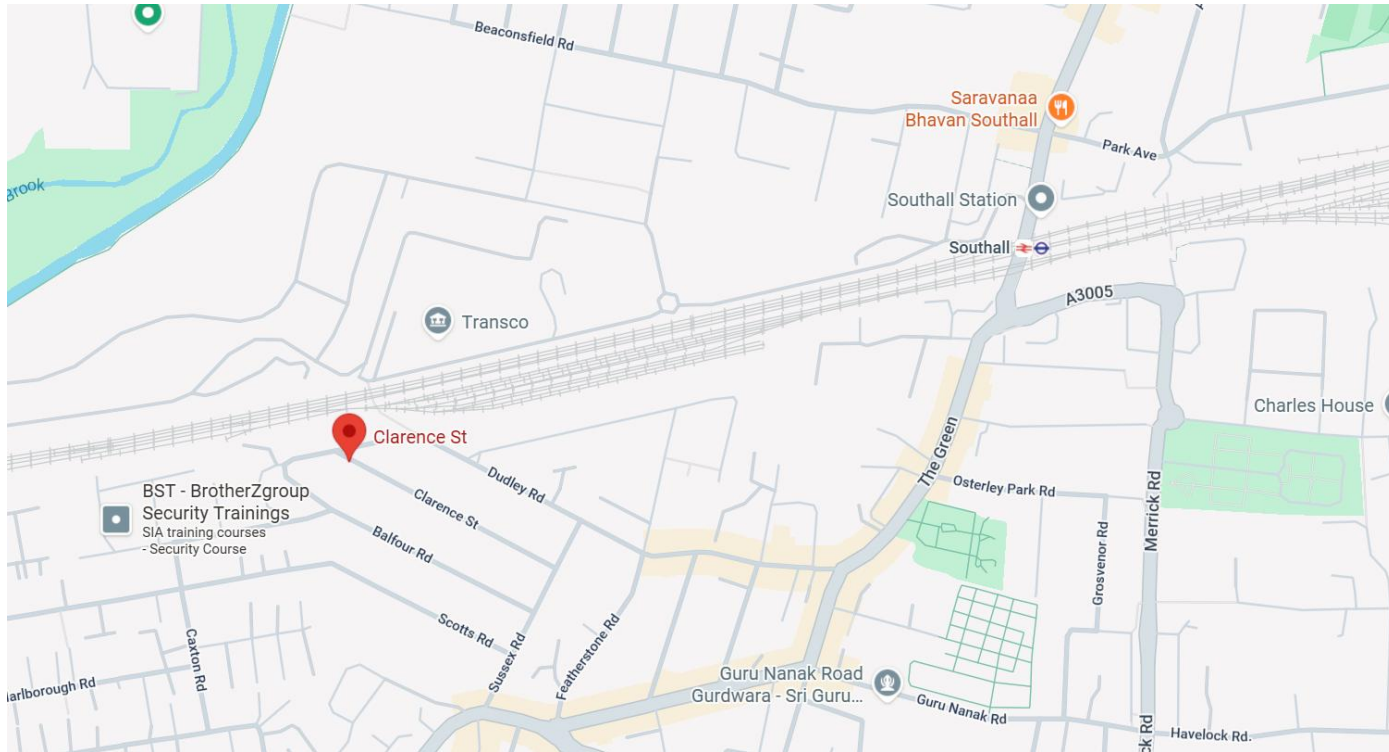 Beaconsfield Rd
Saravanaa
Bhavan Southall
Park Ave
Brook
Southall Station
Southall
A3005
Transco
Charles House
Clarence St
The Green
Dudley Rd
Osterley Park Rd
BST - BrotherZgroup
Security Trainings
SIA training courses
- Security Course
Clarence St
Merrick Rd
Balfour Rd
Grosvenor Rd
Scotts Rd
Caxton Rd
Sussex Rd
Featherstone Rd
arlborough Rd
Guru Nanak Road
Gurdwara - Sri Guru...
Guru Nanak Rd
Havelock Rd.
ck Rd